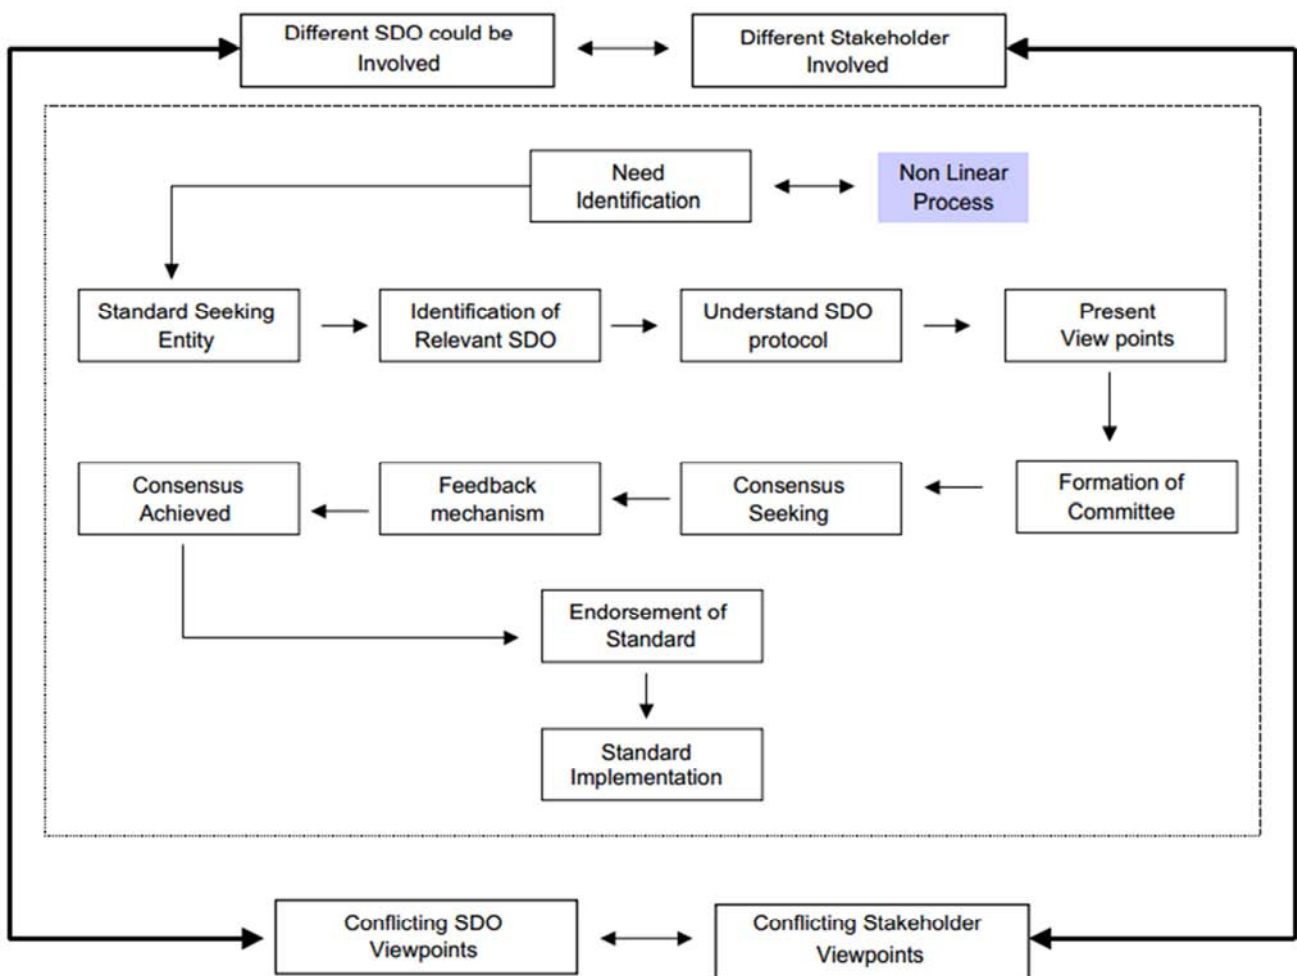 Different SDO could be
Involved
Different Stakeholder
Involved
Need
Identification
Non Linear
Process
Standard Seeking
Entity
Identification of
Relevant SDO
Understand SDO
protocol
Present
View points
Consensus
Achieved
Feedback
mechanism
Consensus
Seeking
Formation of
Committee
Endorsement of
Standard
Standard
Implementation
Conflicting SDO
Viewpoints
Conflicting Stakeholder
Viewpoints